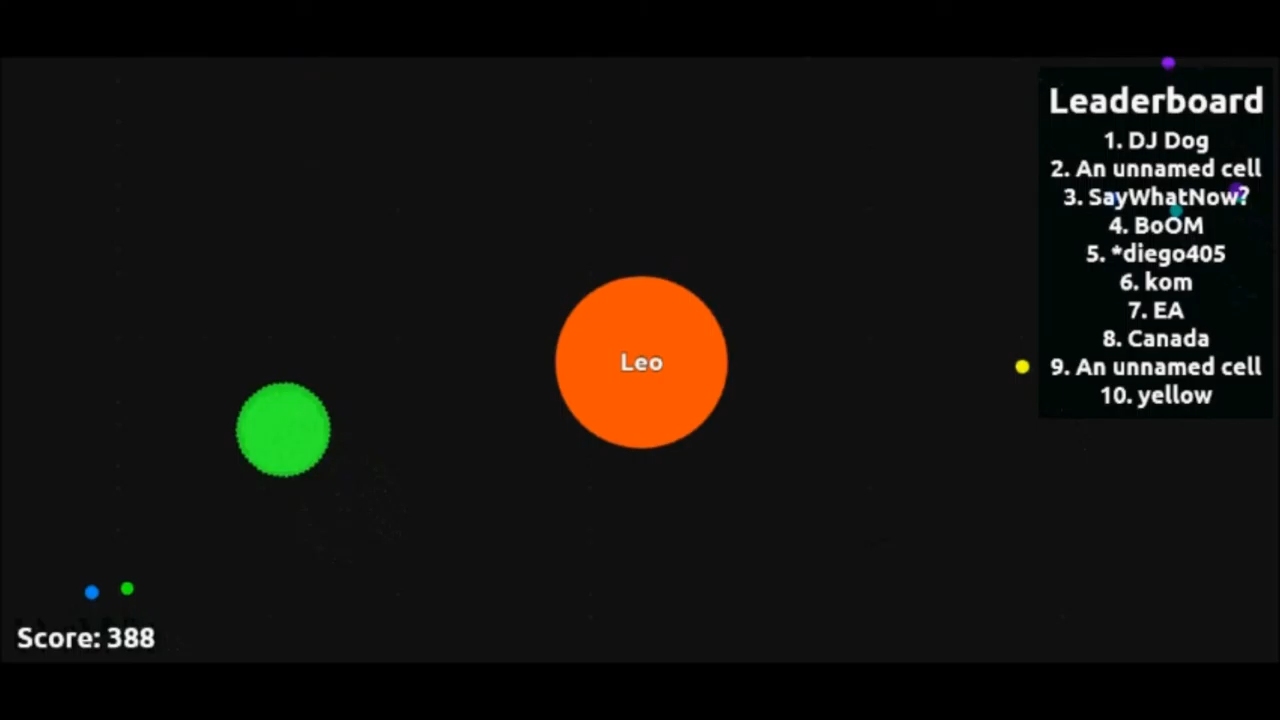 Leaderboard
1. DJ Dog
2. An unnamed cell
3. SayWhatNow?
4. BoOM
5. *diego405
6. kom
7. EA
8. Canada
9. An unnamed cell
10. yellow
Leo
Score: 388